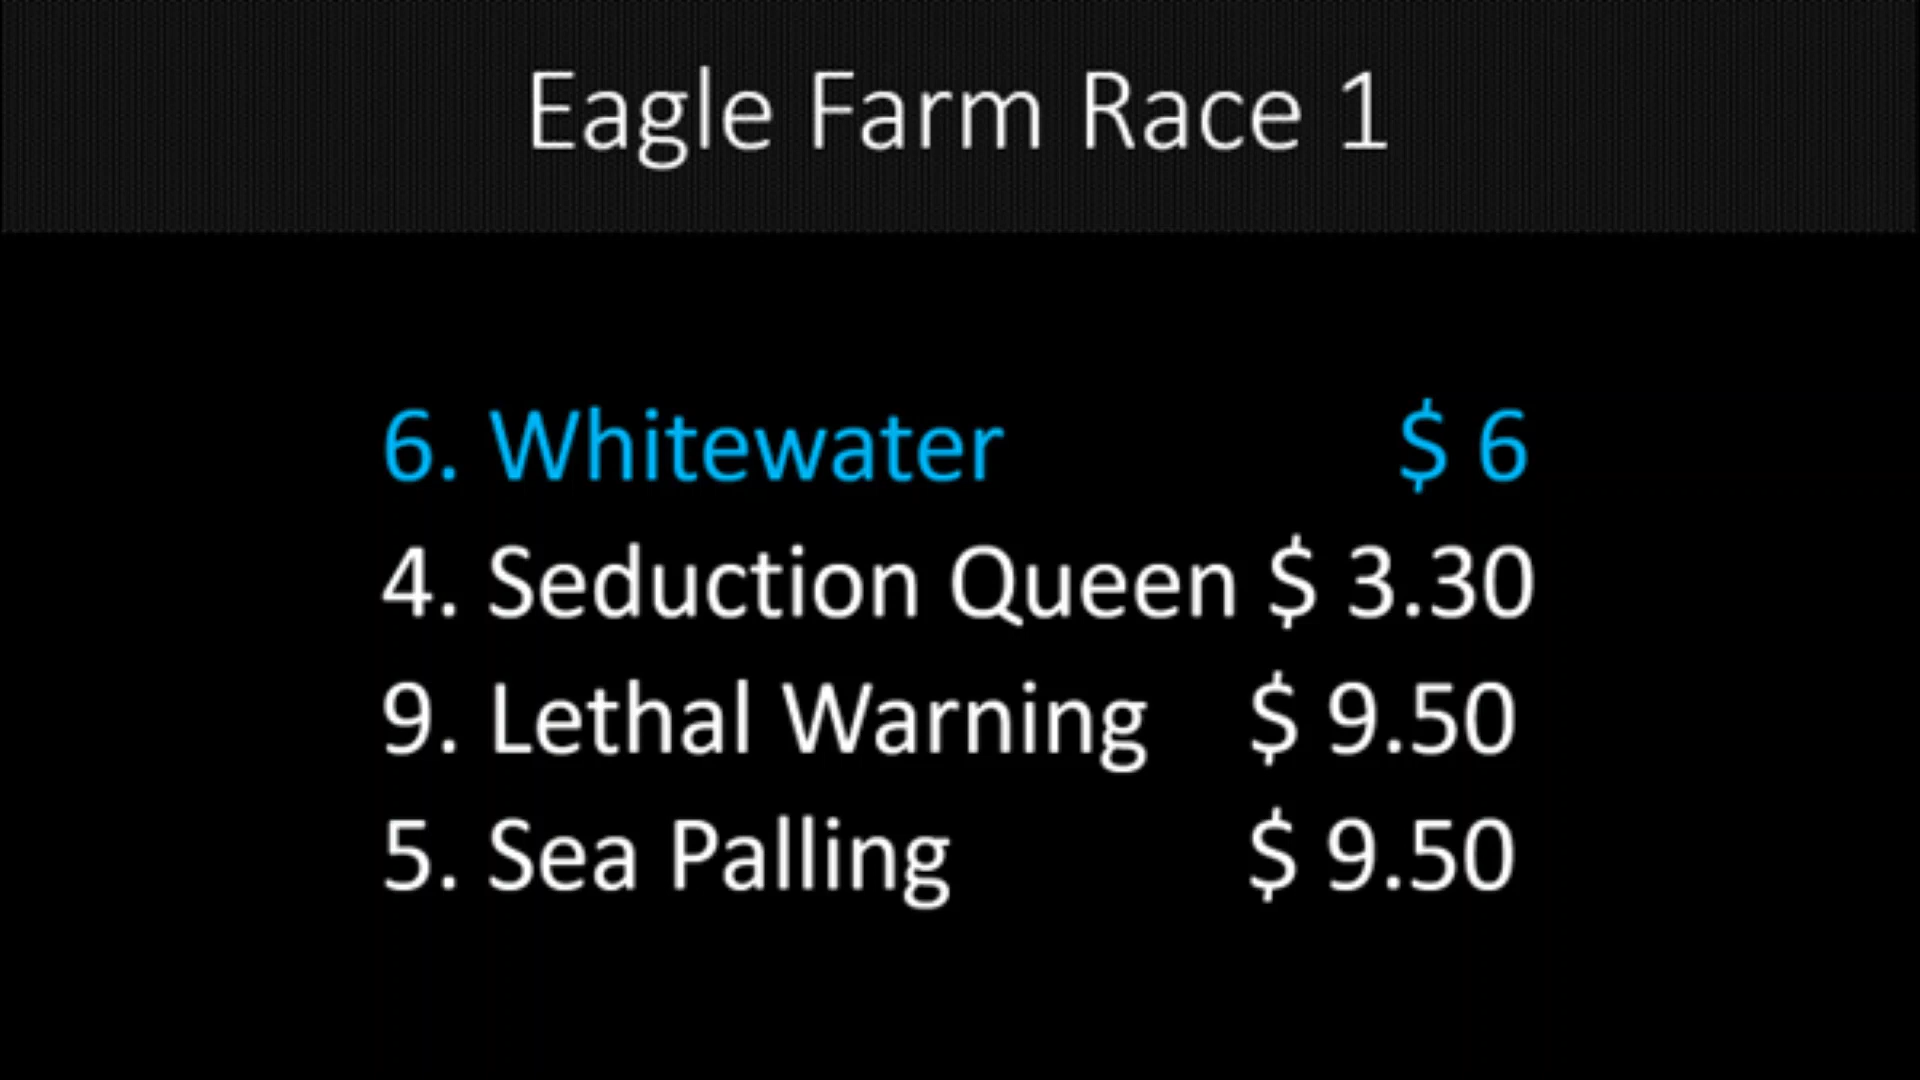 Eagle Farm Race 1
6. Whitewater $ 6
4. Seduction Queen $ 3.30
9. Lethal Warning $ 9.50
5. Sea Palling $ 9.50